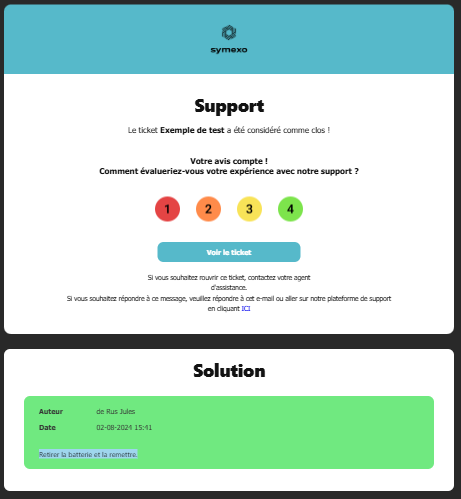 symexo
Support
Le ticket Exemple de test a été considéré comme clos !
Votre avis compte !
Comment évalueriez-vous votre expérience avec notre support ?
1 2 3 4
Voir le ticket
Si vous souhaitez rouvrir ce ticket, contactez votre agent
d'assistance.
Si vous souhaitez répondre à ce message, veuillez répondre à cet e-mail ou aller sur notre plateforme de support
en cliquant ICI
Solution
Auteur de Rus Jules
Date 02-08-2024 15:41
Retirer la batterie et la remettre.